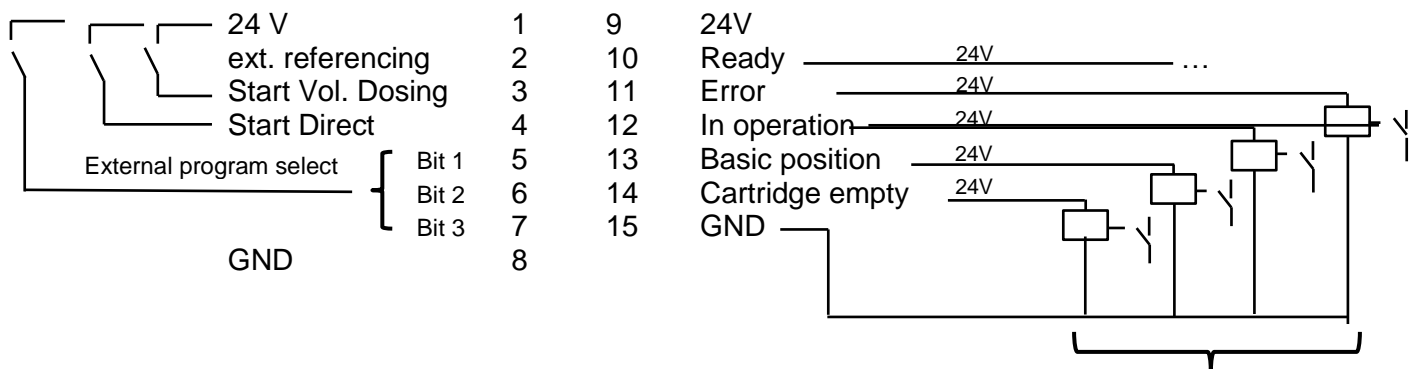 24 V 1 9 24V
ext. referencing 2 10 Ready 24V ...
Start Vol. Dosing 3 11 Error 24V
Start Direct 4 12 In operation 24V
External program select Bit 1 5 13 Basic position 24V
Bit 2 6 14 Cartridge empty 24V
Bit 3 7 15 GND
GND 8